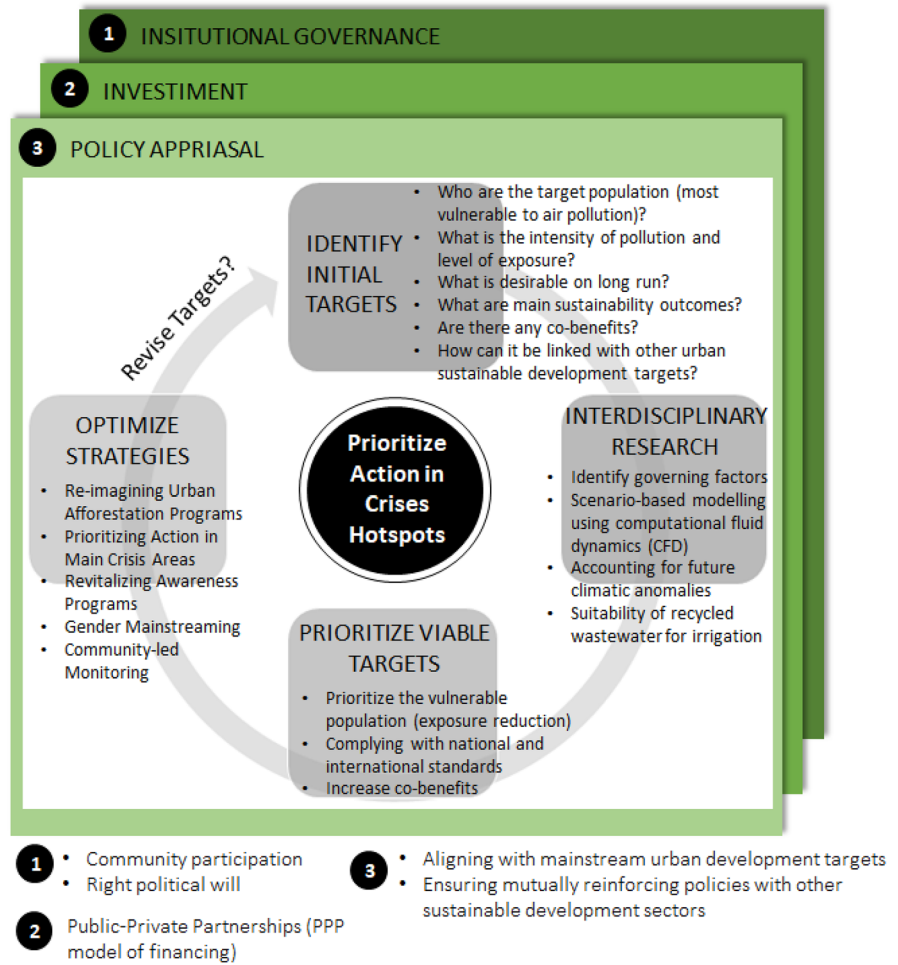 1 INSITUTIONAL GOVERNANCE
2 INVESTIMENT
3 POLICY APPRIASAL
Revise Targets?
IDENTIFY
INITIAL
TARGETS
• Who are the target population (most
vulnerable to air pollution)?
• What is the intensity of pollution and
level of exposure?
• What is desirable on long run?
• What are main sustainability outcomes?
• Are there any co-benefits?
• How can it be linked with other urban
sustainable development targets?
INTERDISCIPLINARY
RESEARCH
• Identify governing factors
• Scenario-based modelling
using computational fluid
dynamics (CFD)
• Accounting for future
climatic anomalies
• Suitability of recycled
wastewater for irrigation
PRIORITIZE VIABLE
TARGETS
• Prioritize the vulnerable
population (exposure reduction)
• Complying with national and
international standards
• Increase co-benefits
OPTIMIZE
STRATEGIES
• Re-imagining Urban
Afforestation Programs
• Prioritizing Action in
Main Crisis Areas
• Revitalizing Awareness
Programs
• Gender Mainstreaming
• Community-led
Monitoring
Prioritize
Action in
Crises
Hotspots
1 • Community participation
• Right political will
2 Public-Private Partnerships (PPP
model of financing)
3 • Aligning with mainstream urban development targets
• Ensuring mutually reinforcing policies with other
sustainable development sectors